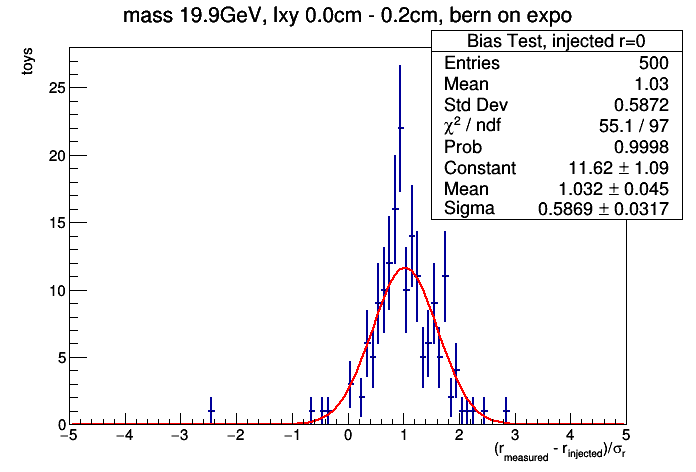 mass 19.9GeV, lxy 0.0cm - 0.2cm, bern on expo
Bias Test, injected r=0
Entries 500
Mean 1.03
Std Dev 0.5872
χ² / ndf 55.1 / 97
Prob 0.9998
Constant 11.62 ± 1.09
Mean 1.032 ± 0.045
Sigma 0.5869 ± 0.0317
toys
25
20
15
10
5
0
−5 −4 −3 −2 −1 0 1 2 3 4 5
(r_measured - r_injected)/σ_r